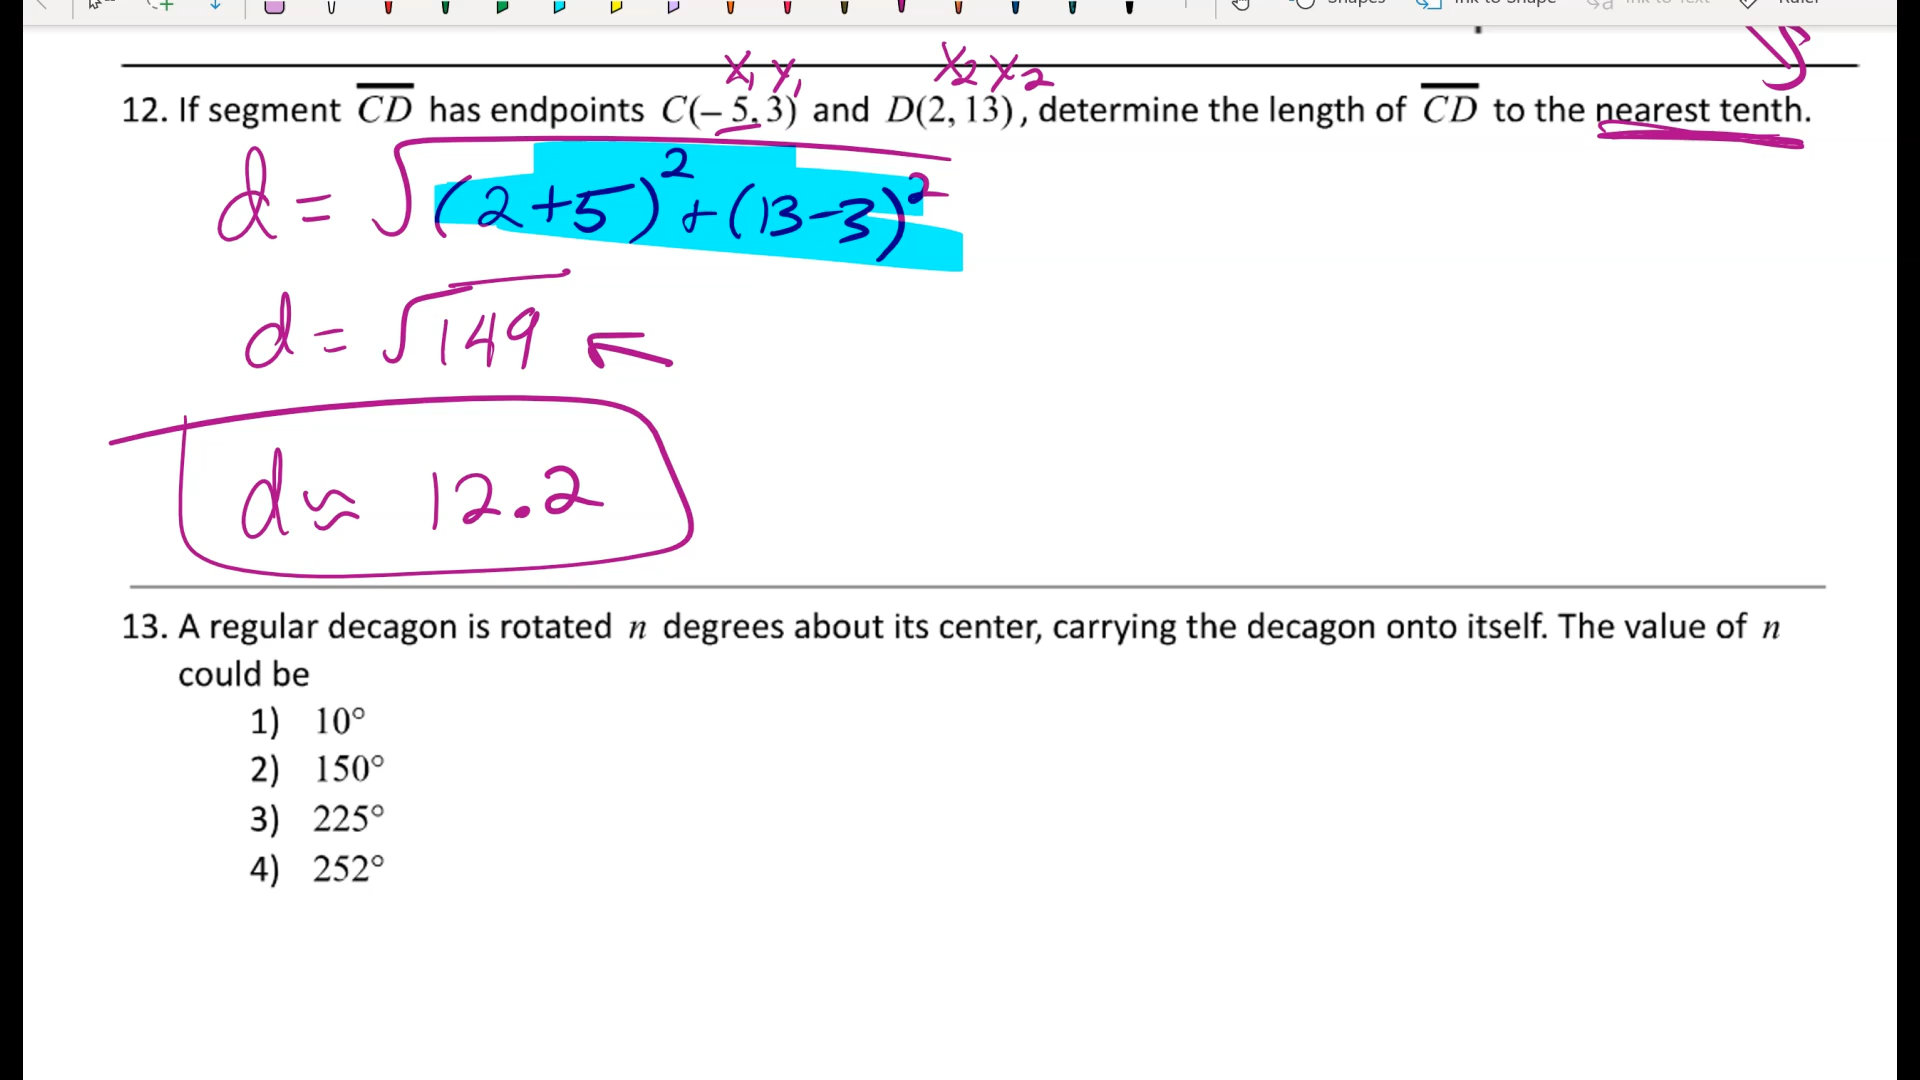 x₁ y₁ x₂ y₂
12. If segment CD has endpoints C(– 5, 3) and D(2, 13), determine the length of CD to the nearest tenth.
d = √(2+5)² + (13-3)²
d = √149 ←
d ≈ 12.2
13. A regular decagon is rotated n degrees about its center, carrying the decagon onto itself. The value of n
could be
1) 10°
2) 150°
3) 225°
4) 252°